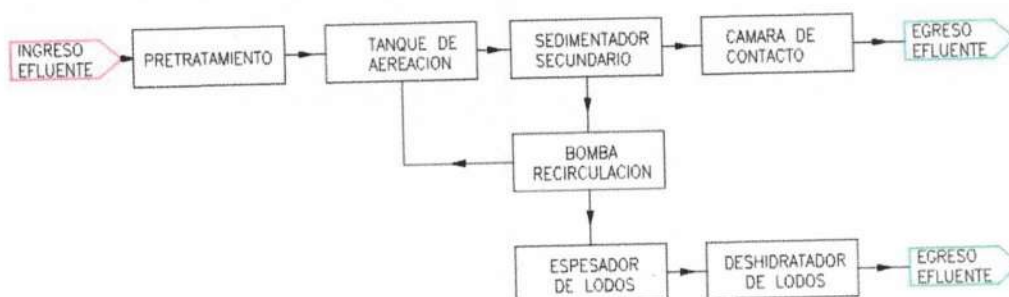 INGRESO
EFLUENTE
PRETRATAMIENTO
TANQUE DE
AEREACION
SEDIMENTADOR
SECUNDARIO
CAMARA DE
CONTACTO
EGRESO
EFLUENTE
BOMBA
RECIRCULACION
ESPESADOR
DE LODOS
DESHIDRATADOR
DE LODOS
EGRESO
EFLUENTE